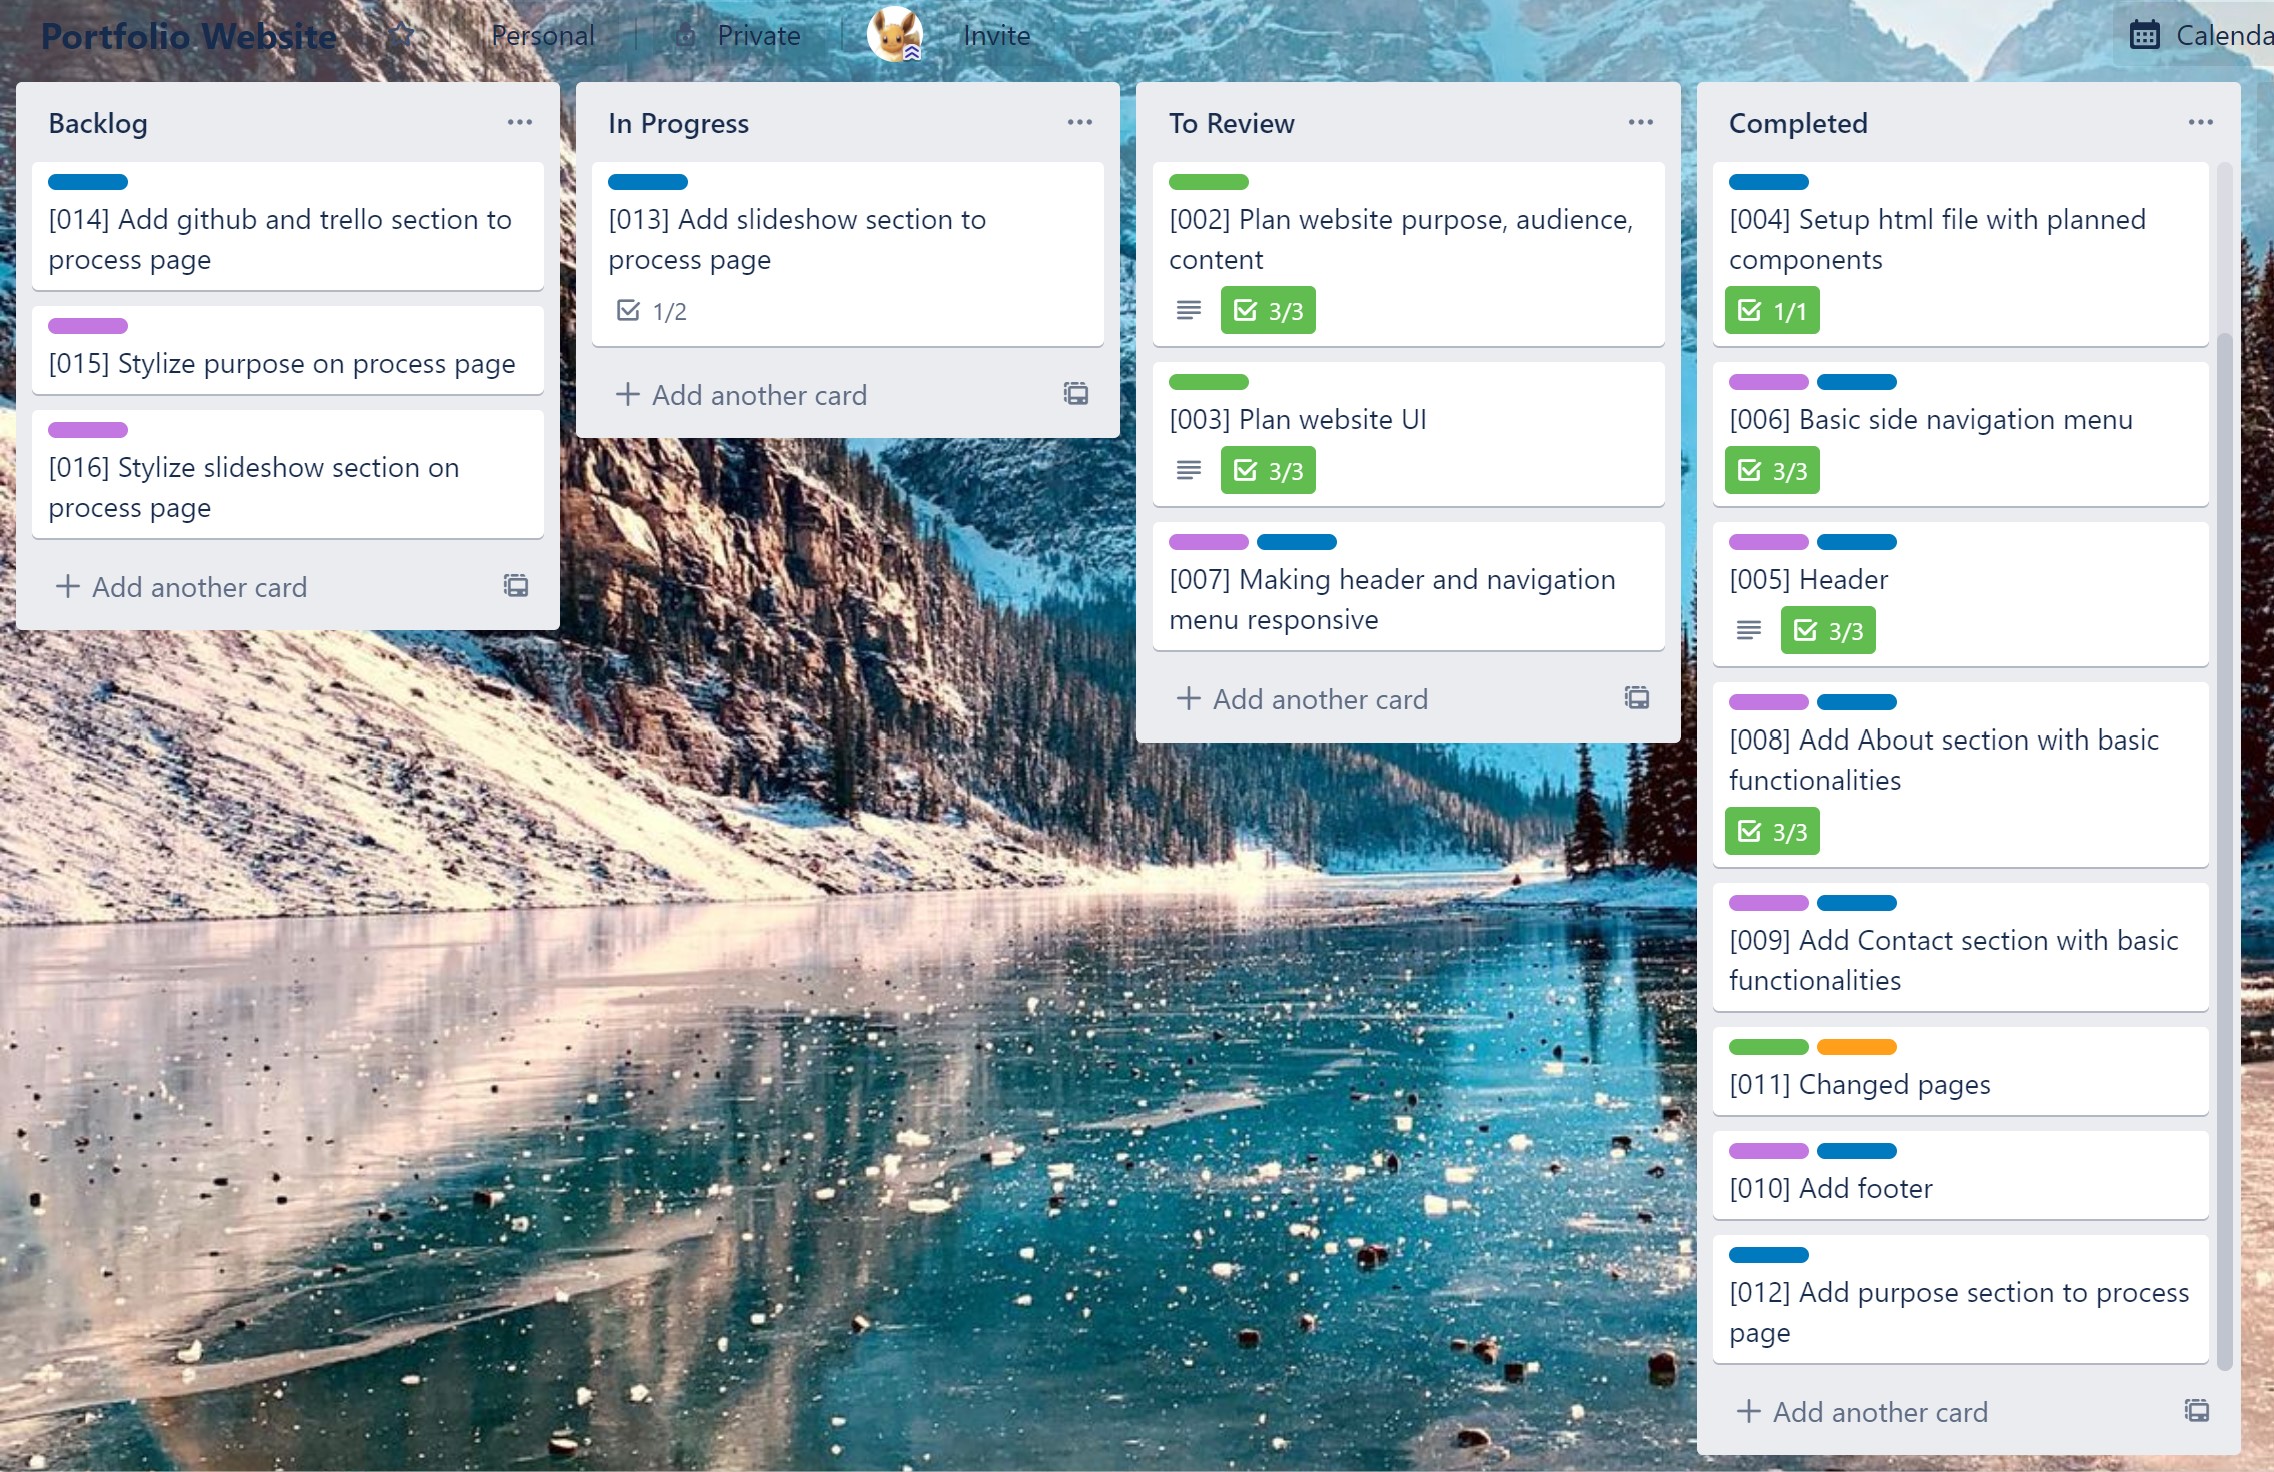 Portfolio Website
Personal
Private
Invite
Calenda
Backlog
[014] Add github and trello section to
process page
[015] Stylize purpose on process page
[016] Stylize slideshow section on
process page
Add another card
In Progress
[013] Add slideshow section to
process page
1/2
Add another card
To Review
[002] Plan website purpose, audience,
content
3/3
[003] Plan website UI
3/3
[007] Making header and navigation
menu responsive
Add another card
Completed
[004] Setup html file with planned
components
1/1
[006] Basic side navigation menu
3/3
[005] Header
3/3
[008] Add About section with basic
functionalities
3/3
[009] Add Contact section with basic
functionalities
[011] Changed pages
[010] Add footer
[012] Add purpose section to process
page
Add another card